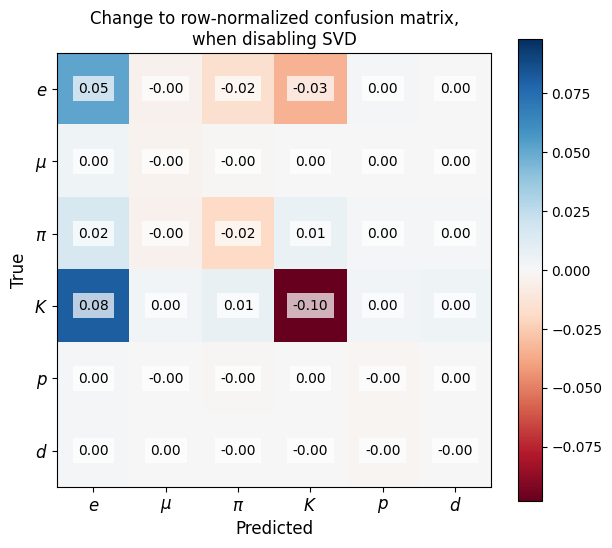 Change to row-normalized confusion matrix,
when disabling SVD
e 0.05 -0.00 -0.02 -0.03 0.00 0.00
μ 0.00 -0.00 -0.00 0.00 0.00 0.00
π 0.02 -0.00 -0.02 0.01 0.00 0.00
K 0.08 0.00 0.01 -0.10 0.00 0.00
p 0.00 -0.00 -0.00 0.00 -0.00 0.00
d 0.00 0.00 -0.00 -0.00 -0.00 -0.00
e μ π K p d
True
Predicted
0.075
0.050
0.025
0.000
−0.025
−0.050
−0.075